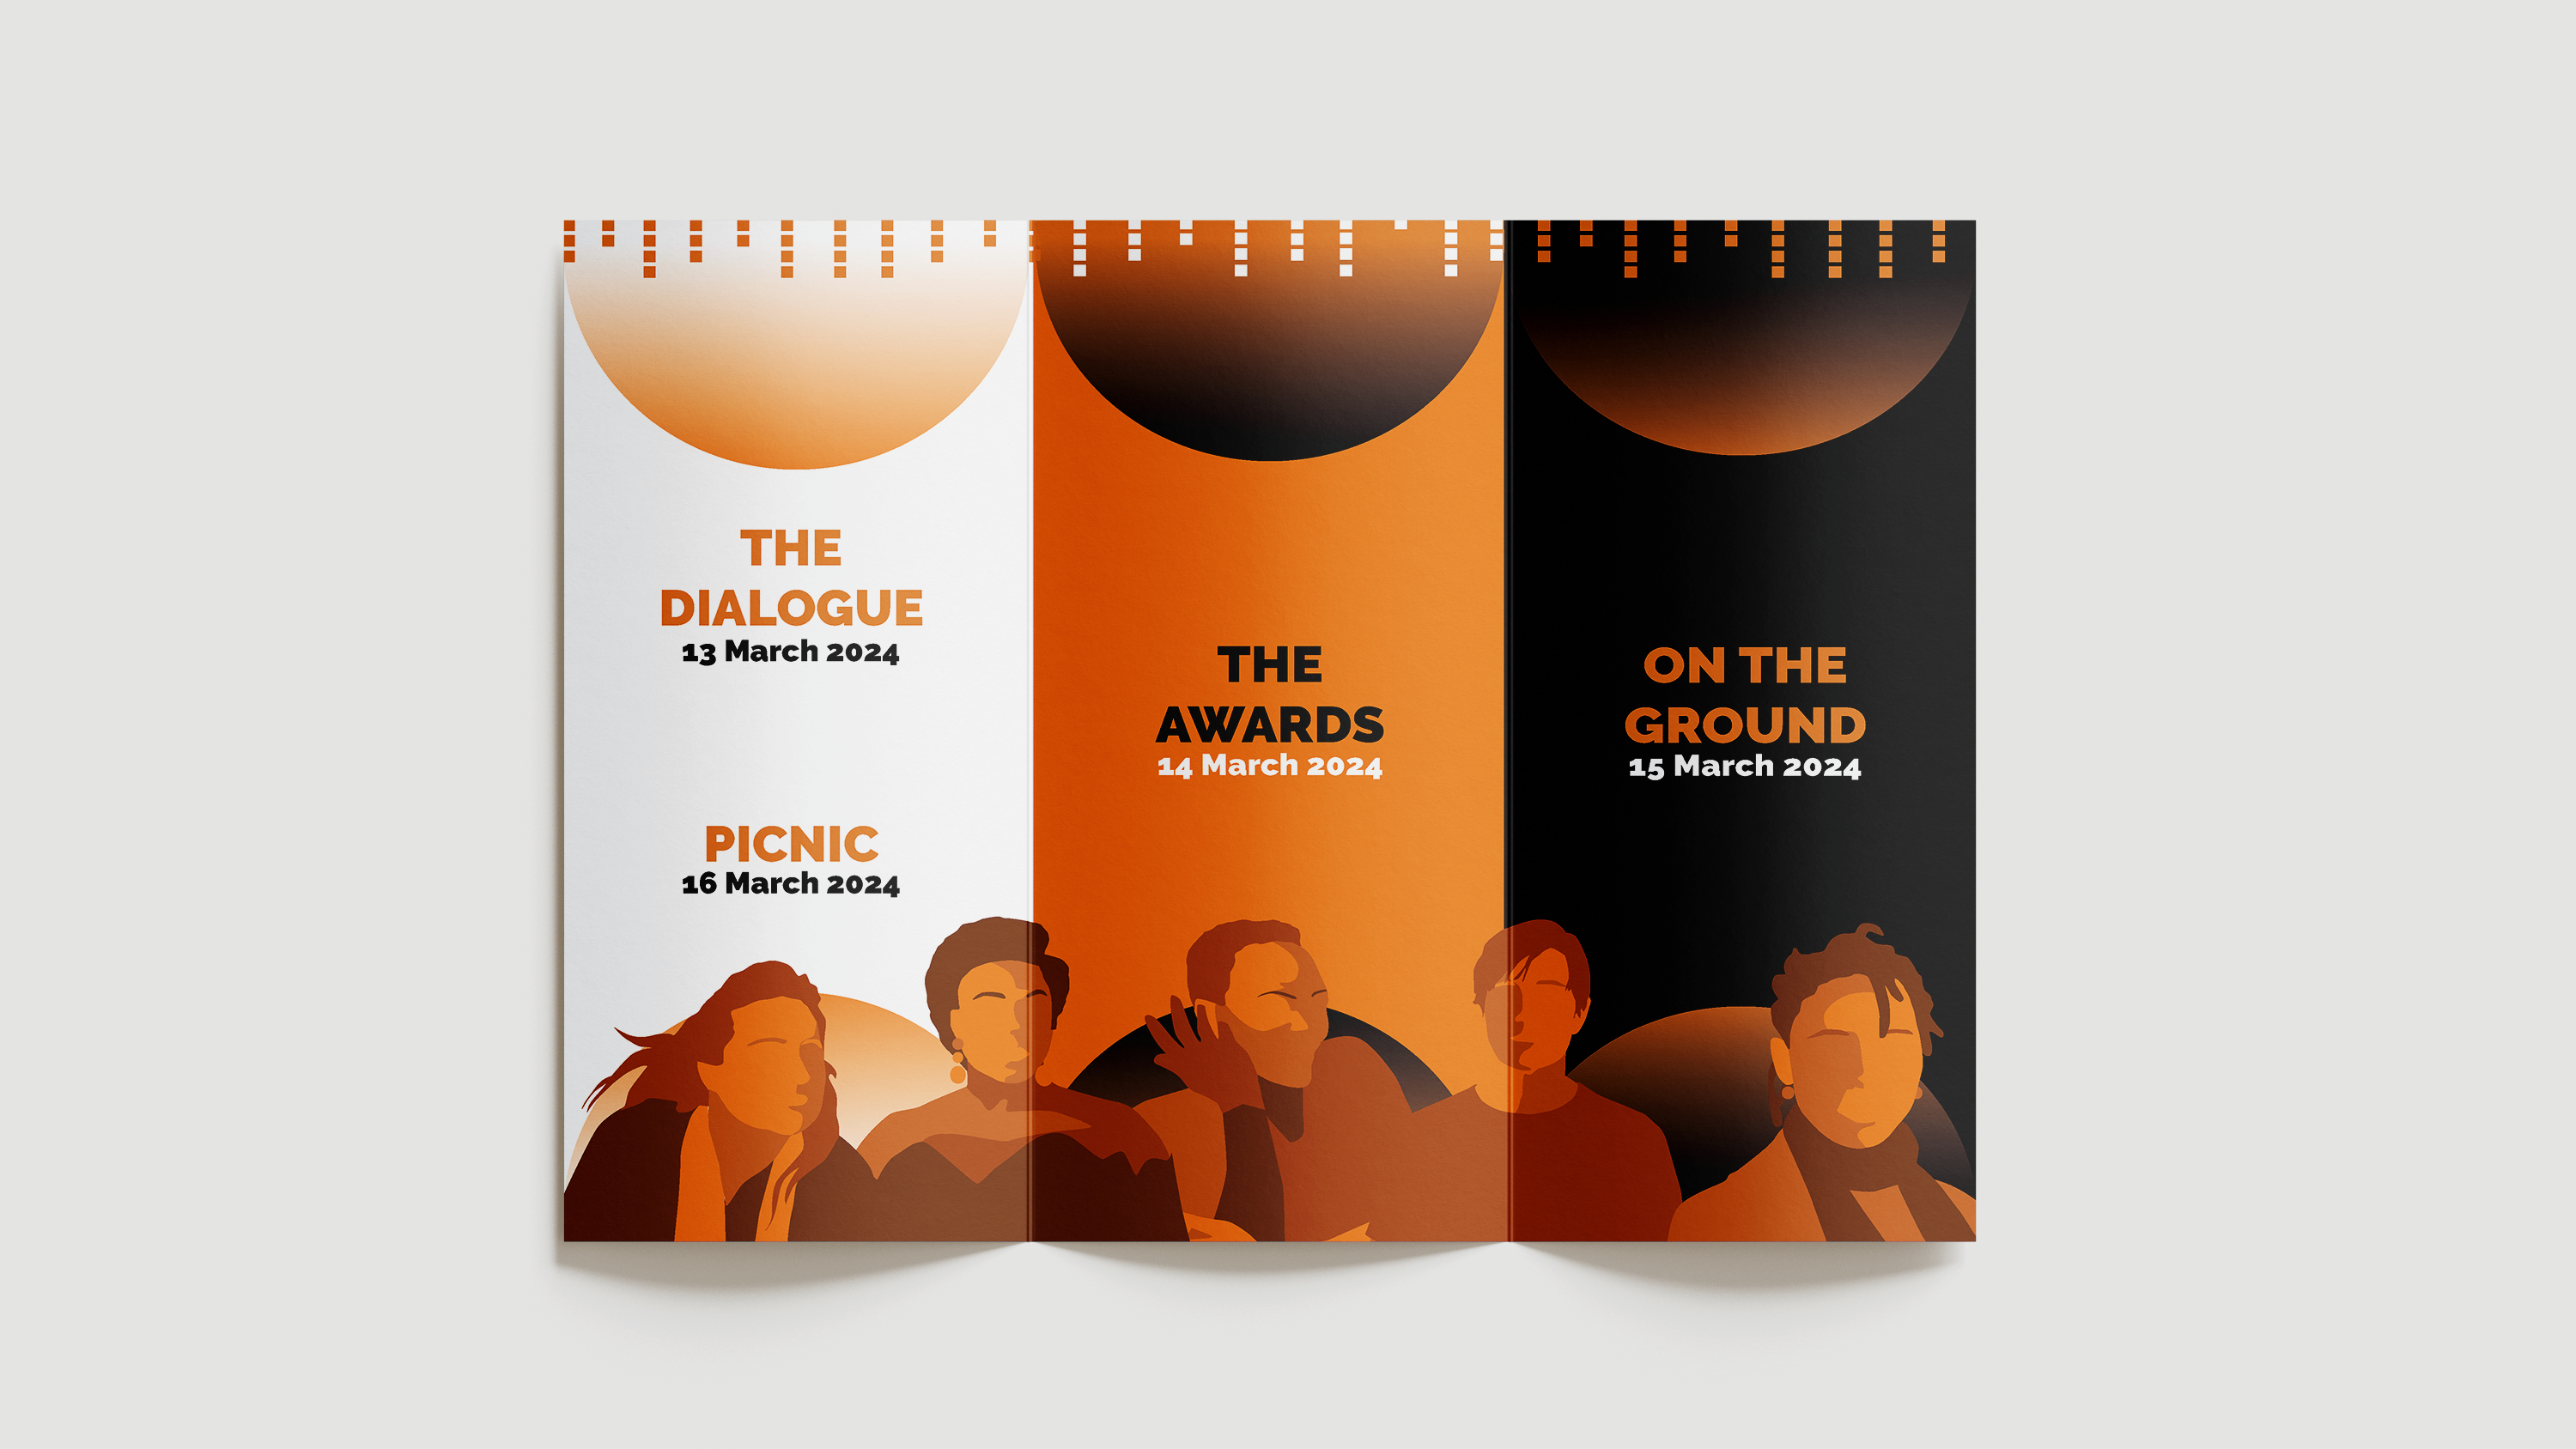 THE
DIALOGUE
13 March 2024
PICNIC
16 March 2024
THE
AWARDS
14 March 2024
ON THE
GROUND
15 March 2024